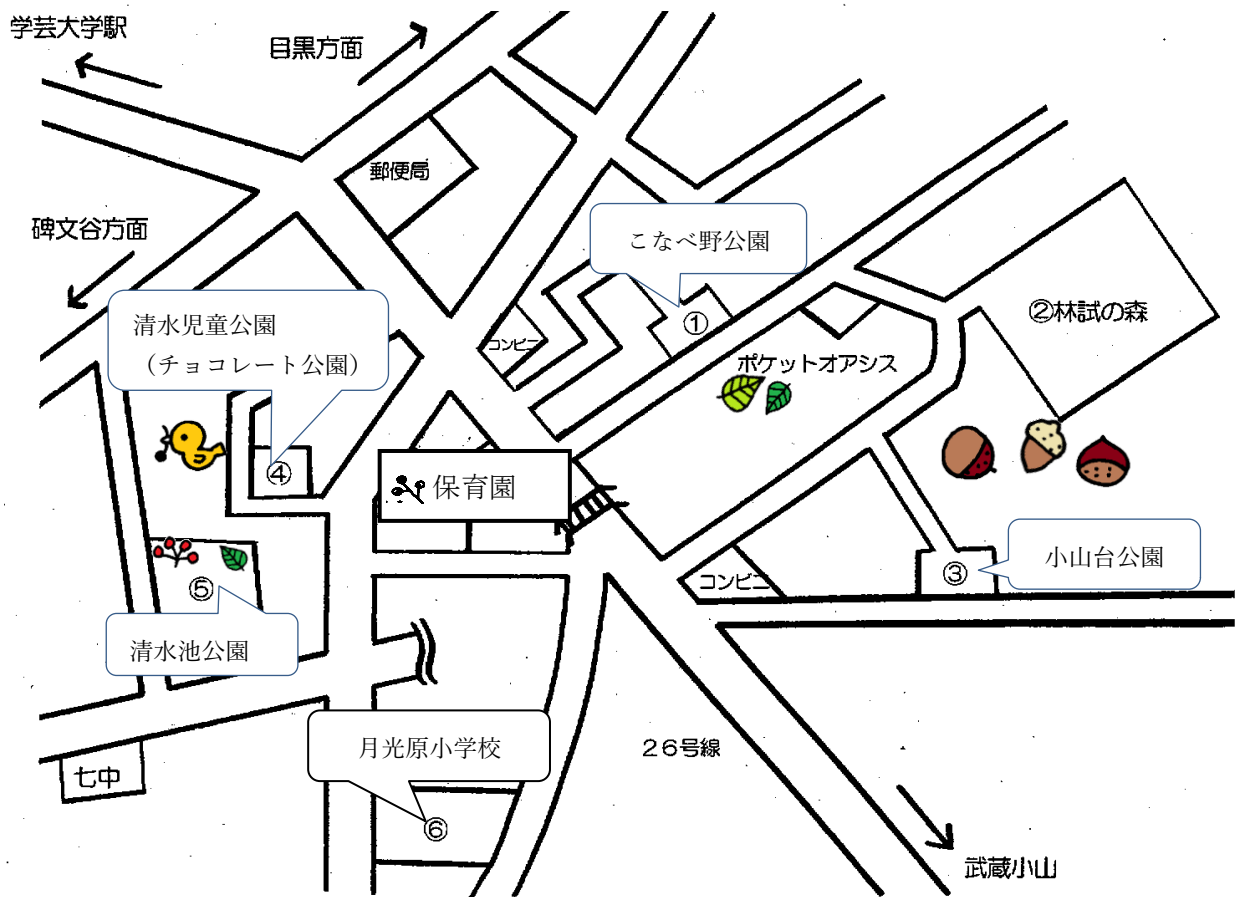 学芸大学駅
目黒方面
郵便局
碑文谷方面
こなべ野公園
①
②林試の森
清水児童公園
（チョコレート公園）
コンビニ
ポケットオアシス
④
保育園
コンビニ
③
小山台公園
⑤
清水池公園
月光原小学校
26号線
七中
⑥
武蔵小山